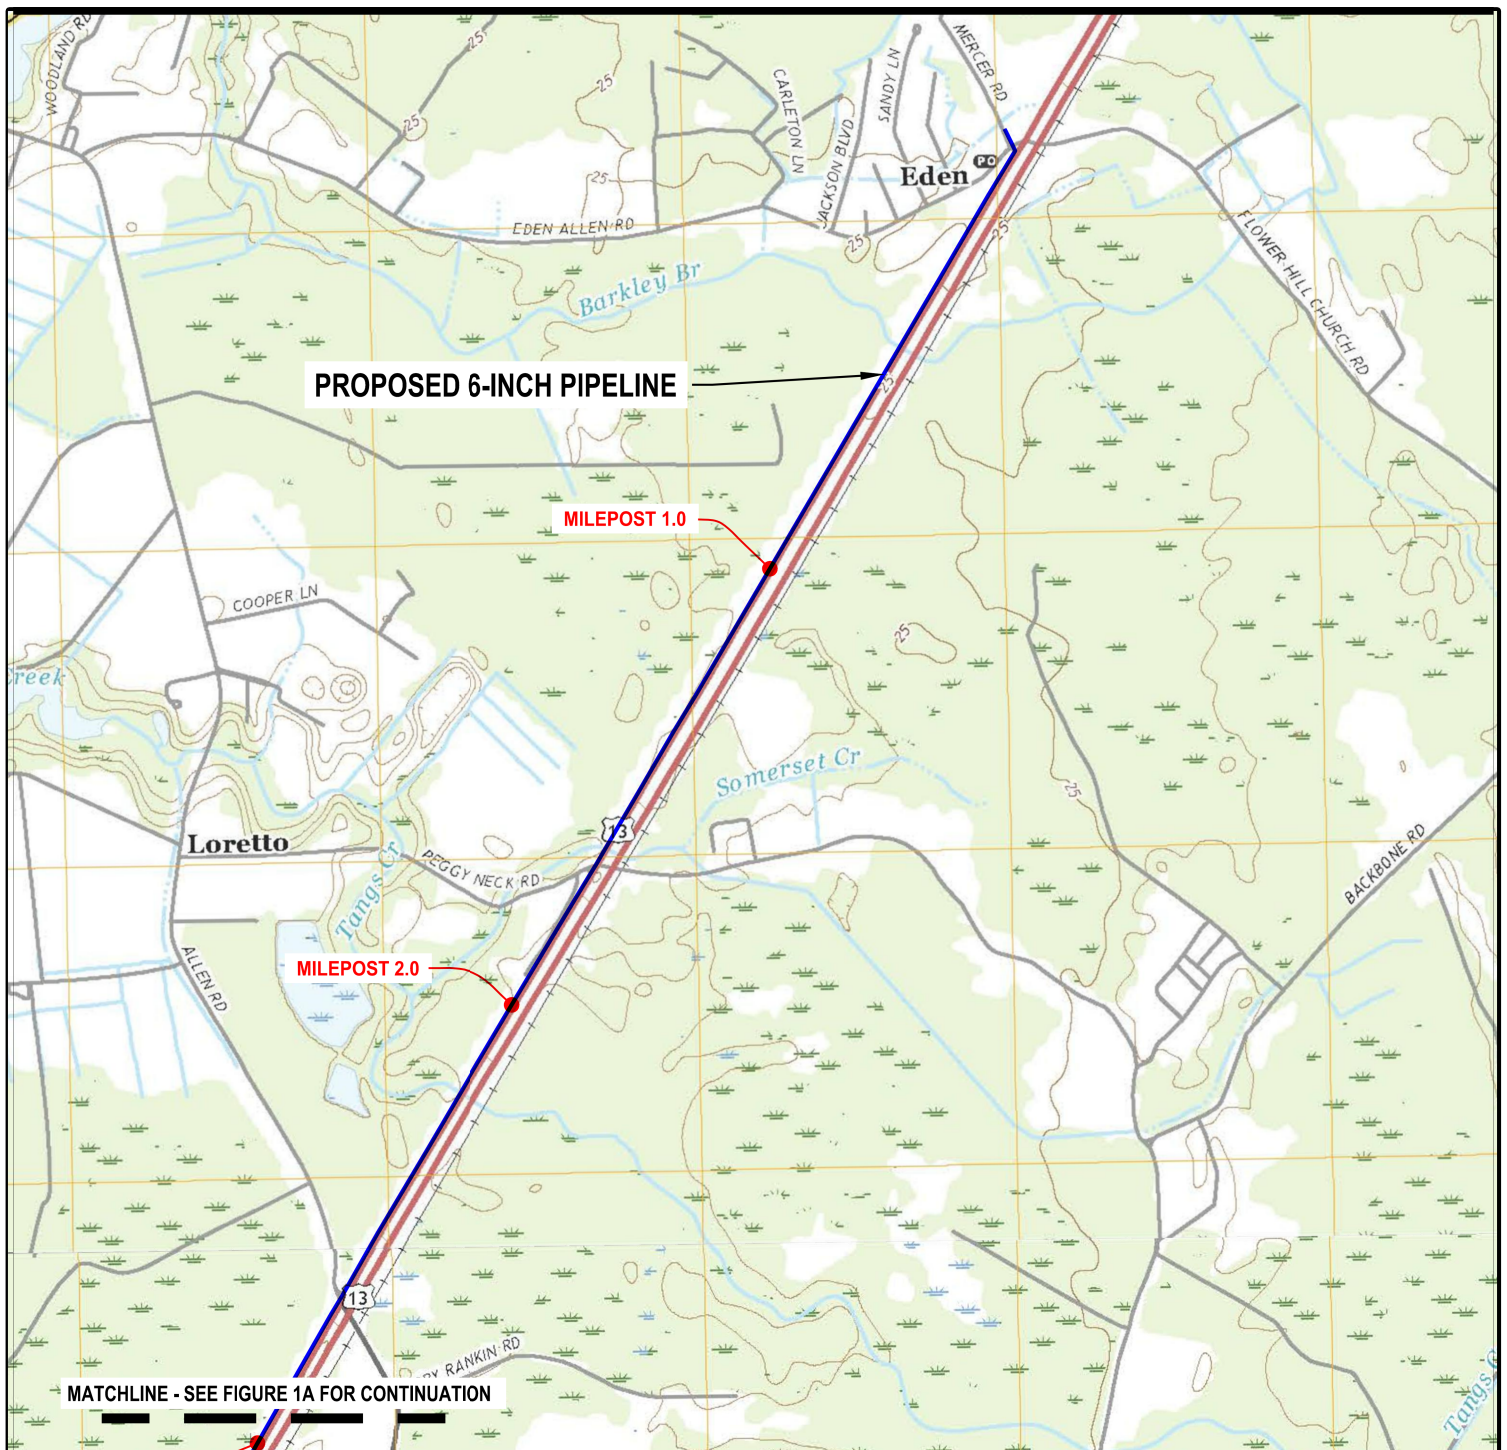 WOODLAND RD
25
25
25
CARLETON LN
JACKSON BLVD
SANDY LN
MERCER RD
Eden
PO
25
EDEN ALLEN RD
25
25
FLOWER HILL CHURCH RD
Barkley Br
PROPOSED 6-INCH PIPELINE
25
MILEPOST 1.0
COOPER LN
25
reek
Somerset Cr
25
13
Loretto
PEGGY NECK RD
Tangs Cr
BACKBONE RD
MILEPOST 2.0
ALLEN RD
13
RANKIN RD
MATCHLINE - SEE FIGURE 1A FOR CONTINUATION
Tangs C